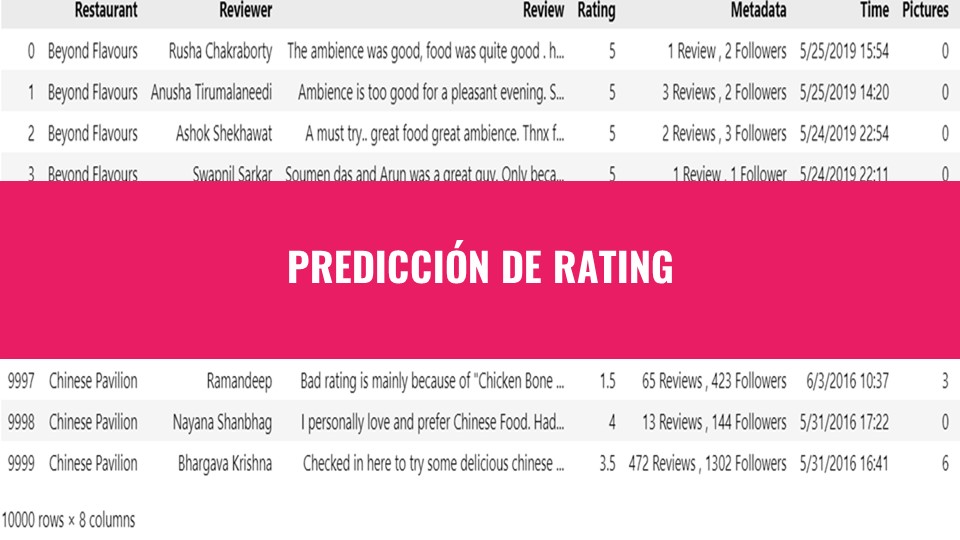 Restaurant Reviewer Review Rating Metadata Time Pictures
0 Beyond Flavours Rusha Chakraborty The ambience was good, food was quite good . h... 5 1 Review , 2 Followers 5/25/2019 15:54 0
1 Beyond Flavours Anusha Tirumalaneedi Ambience is too good for a pleasant evening. S... 5 3 Reviews , 2 Followers 5/25/2019 14:20 0
2 Beyond Flavours Ashok Shekhawat A must try.. great food great ambience. Thnx f... 5 2 Reviews , 3 Followers 5/24/2019 22:54 0
3 Beyond Flavours Swapnil Sarkar Soumen das and Arun was a great guy. Only beca... 5 1 Review , 1 Follower 5/24/2019 22:11 0
PREDICCIÓN DE RATING
9997 Chinese Pavilion Ramandeep Bad rating is mainly because of "Chicken Bone ... 1.5 65 Reviews , 423 Followers 6/3/2016 10:37 3
9998 Chinese Pavilion Nayana Shanbhag I personally love and prefer Chinese Food. Had... 4 13 Reviews , 144 Followers 5/31/2016 17:22 0
9999 Chinese Pavilion Bhargava Krishna Checked in here to try some delicious chinese ... 3.5 472 Reviews , 1302 Followers 5/31/2016 16:41 6
10000 rows × 8 columns